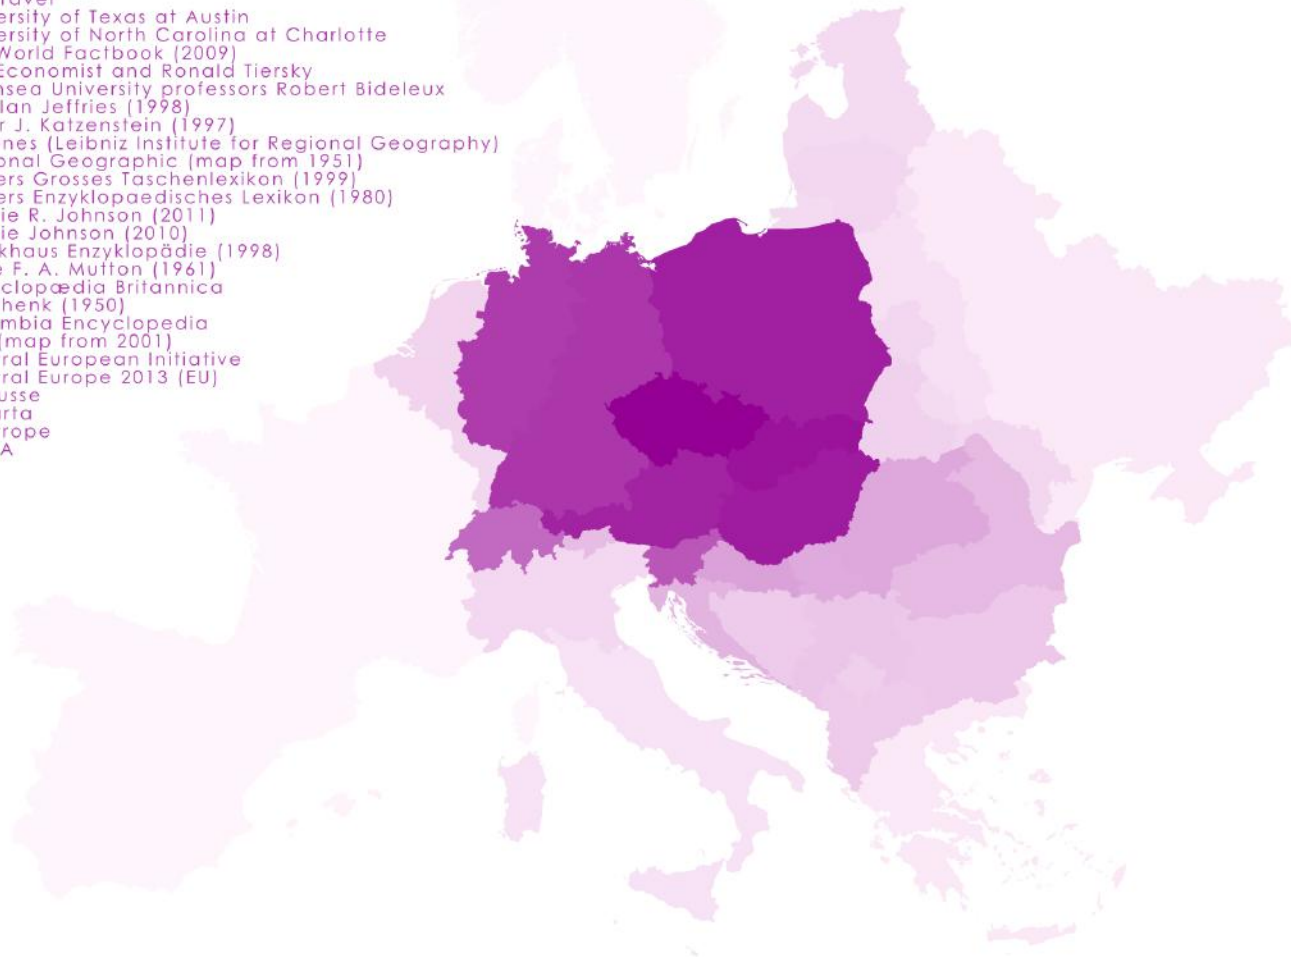 ersity of Texas at Austin
ersity of North Carolina at Charlotte
World Factbook (2009)
Economist and Ronald Tiersky
nsea University professors Robert Bideleux
lan Jeffries (1998)
r J. Katzenstein (1997)
nes (Leibniz Institute for Regional Geography)
onal Geographic (map from 1951)
ers Grosses Taschenlexikon (1999)
ers Enzyklopaedisches Lexikon (1980)
ie R. Johnson (2011)
ie Johnson (2010)
khaus Enzyklopädie (1998)
e F. A. Mutton (1961)
clopædia Britannica
henk (1950)
mbia Encyclopedia
(map from 2001)
ral European Initiative
ral Europe 2013 (EU)
usse
arta
rope
A